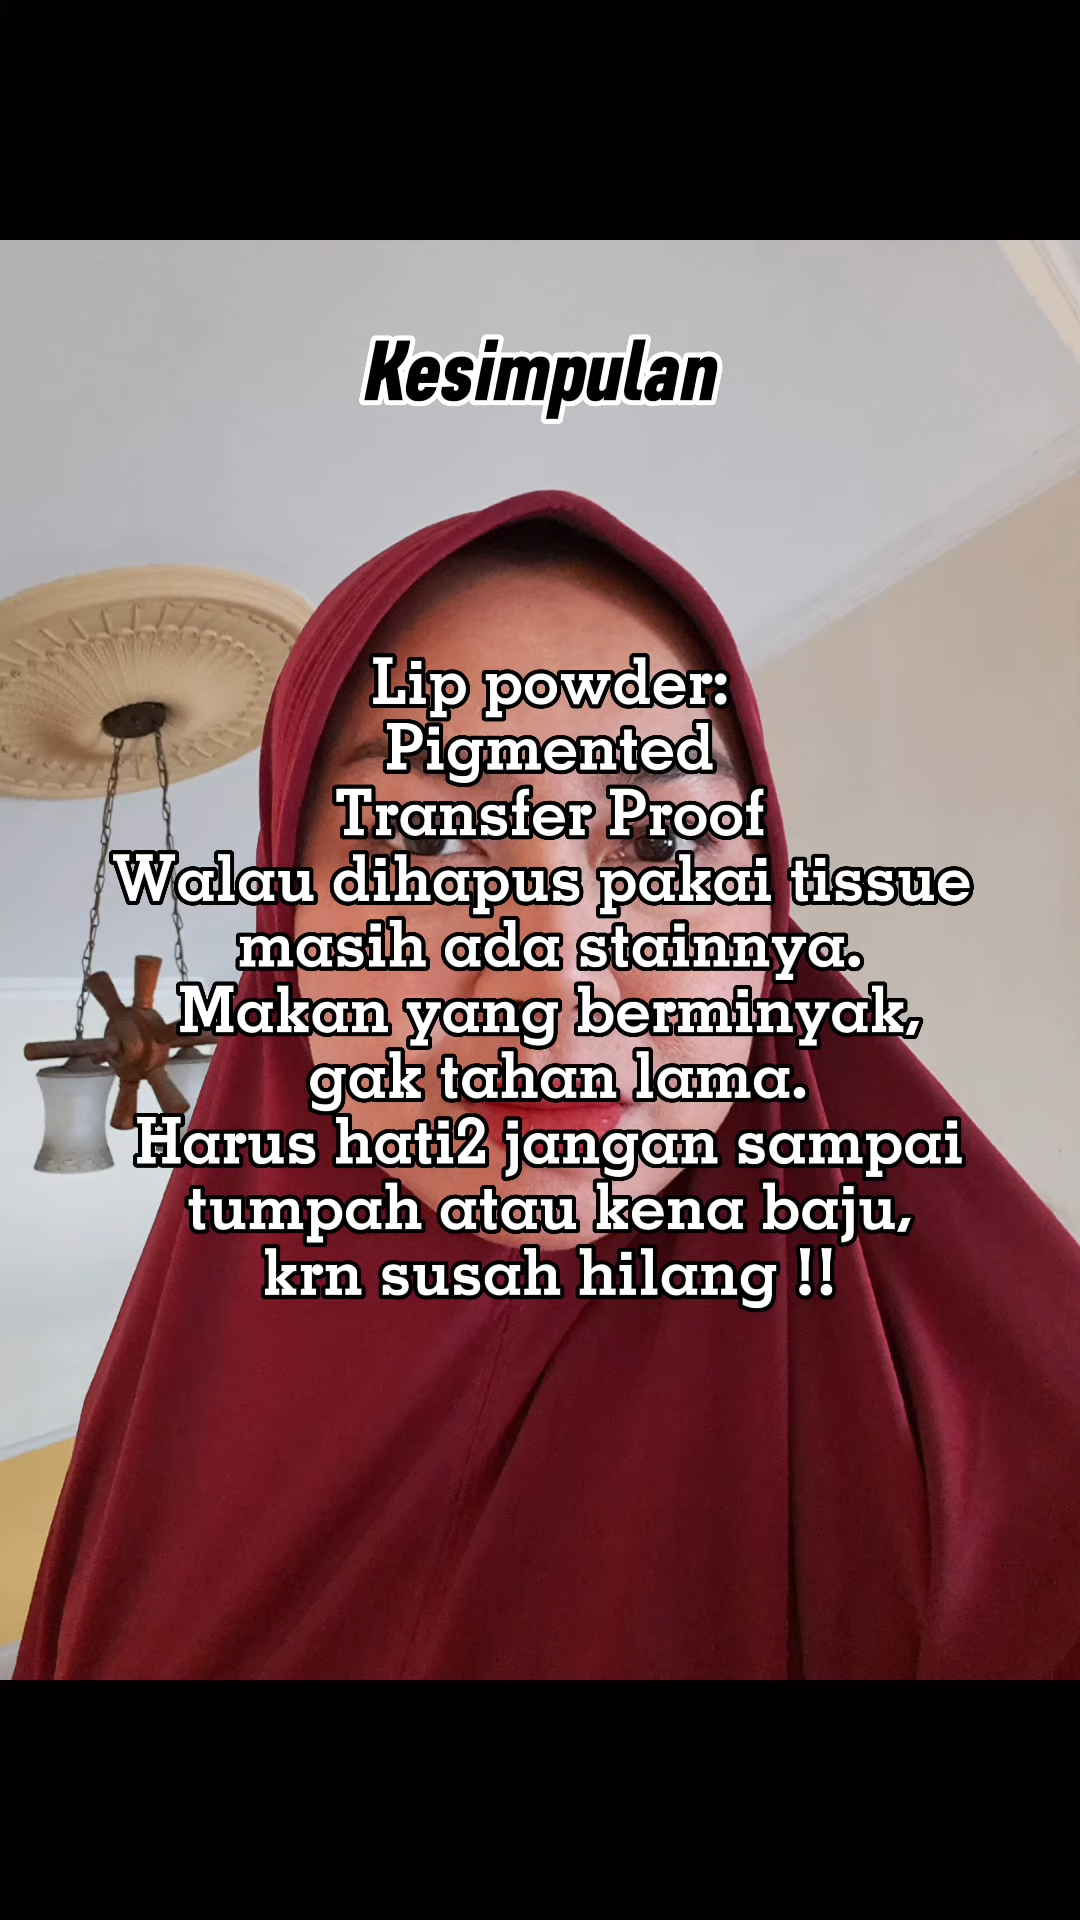 Kesimpulan
Lip powder:
Pigmented
Transfer Proof
Walau dihapus pakai tissue
masih ada stainnya.
Makan yang berminyak,
gak tahan lama.
Harus hati2 jangan sampai
tumpah atau kena baju,
krn susah hilang !!